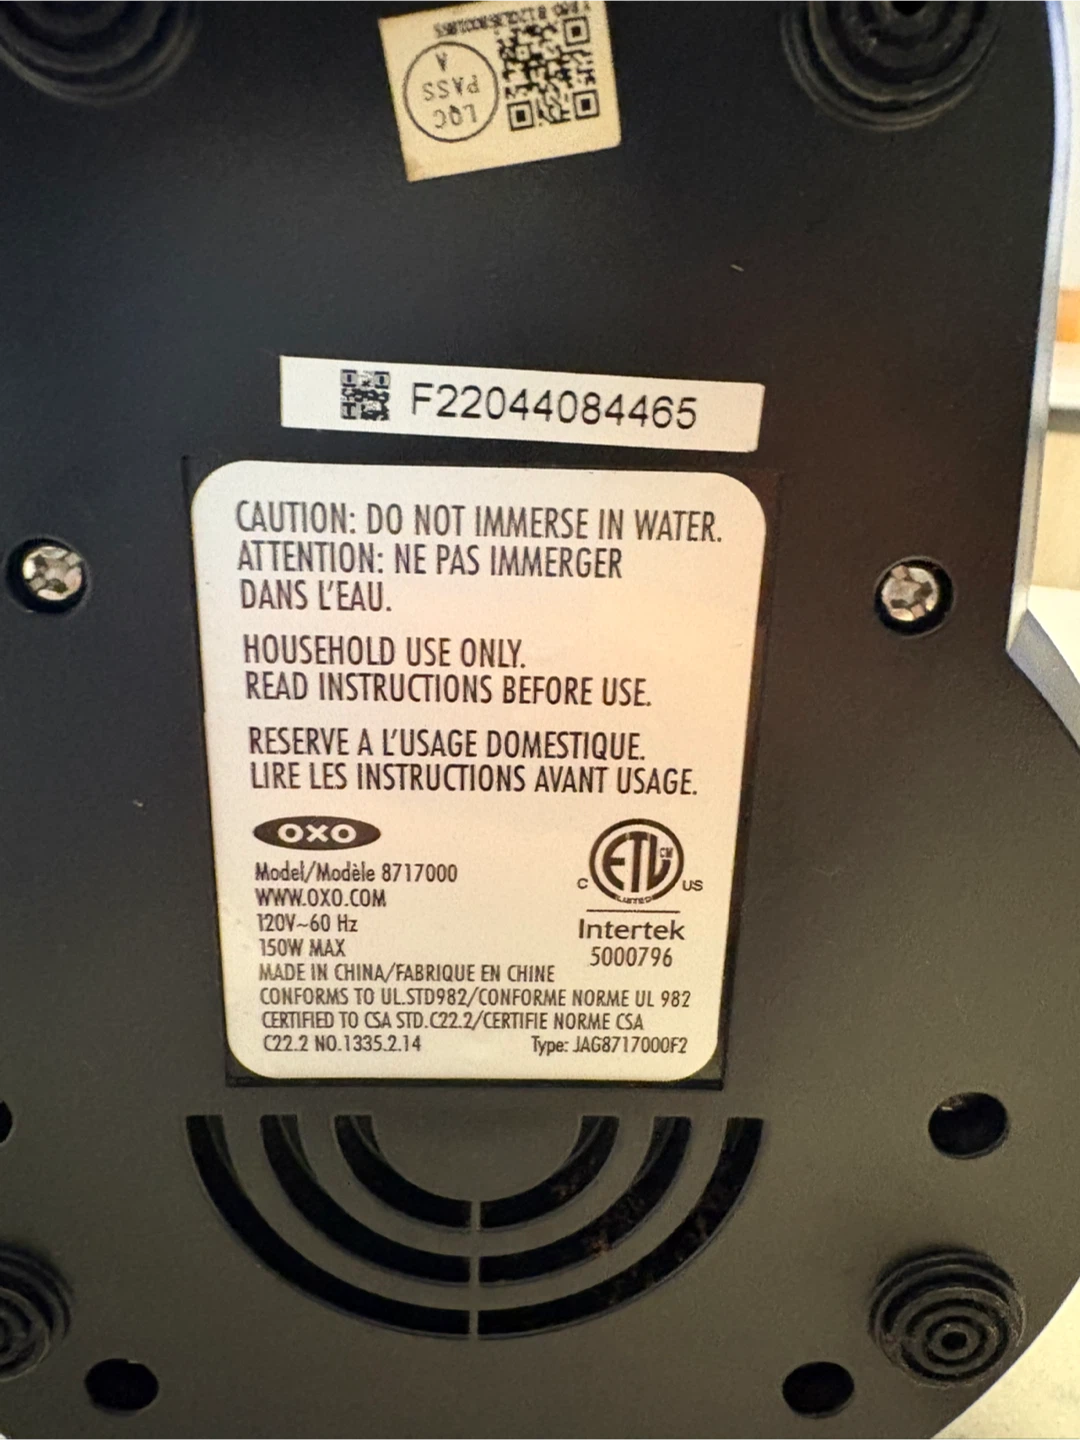 LQC
PASS
A
F22044084465
CAUTION: DO NOT IMMERSE IN WATER.
ATTENTION: NE PAS IMMERGER
DANS L'EAU.
HOUSEHOLD USE ONLY.
READ INSTRUCTIONS BEFORE USE.
RESERVE A L'USAGE DOMESTIQUE.
LIRE LES INSTRUCTIONS AVANT USAGE.
OXO
Model/Modèle 8717000
WWW.OXO.COM
120V~60 Hz
150W MAX
MADE IN CHINA/FABRIQUE EN CHINE
CONFORMS TO UL.STD982/CONFORME NORME UL 982
CERTIFIED TO CSA STD.C22.2/CERTIFIE NORME CSA
C22.2 NO.1335.2.14
Type: JAG8717000F2
ETL CM
C US
LISTED
Intertek
5000796